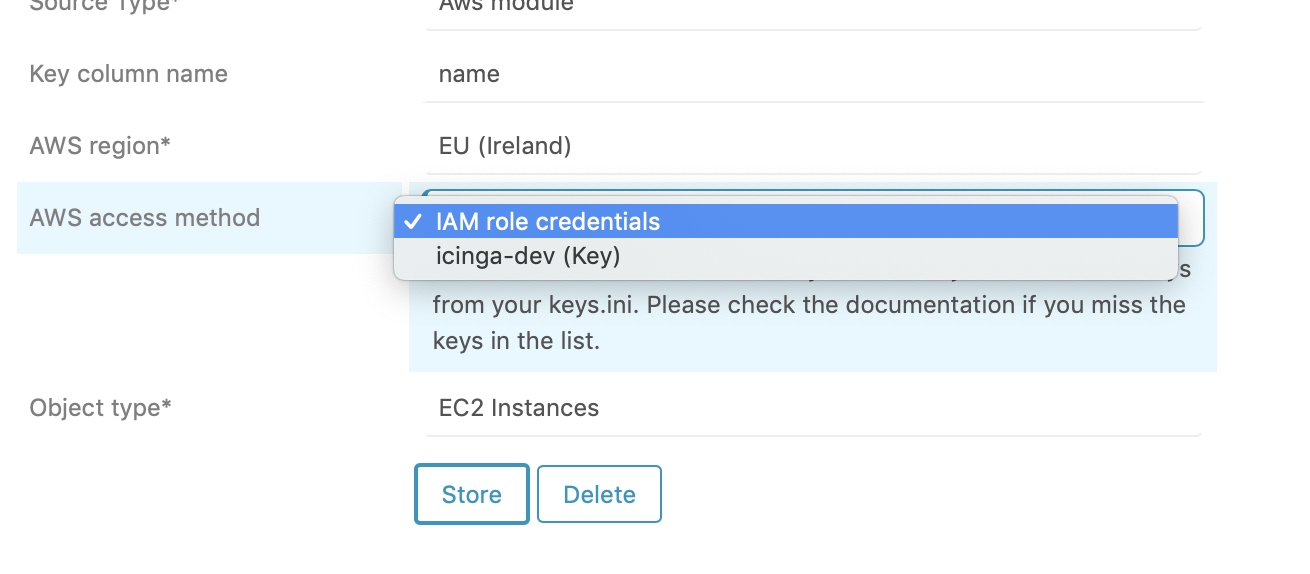 Source Type*
Aws module
Key column name
name
AWS region*
EU (Ireland)
AWS access method
IAM role credentials
icinga-dev (Key)
from your keys.ini. Please check the documentation if you miss the
keys in the list.
Object type*
EC2 Instances
Store
Delete